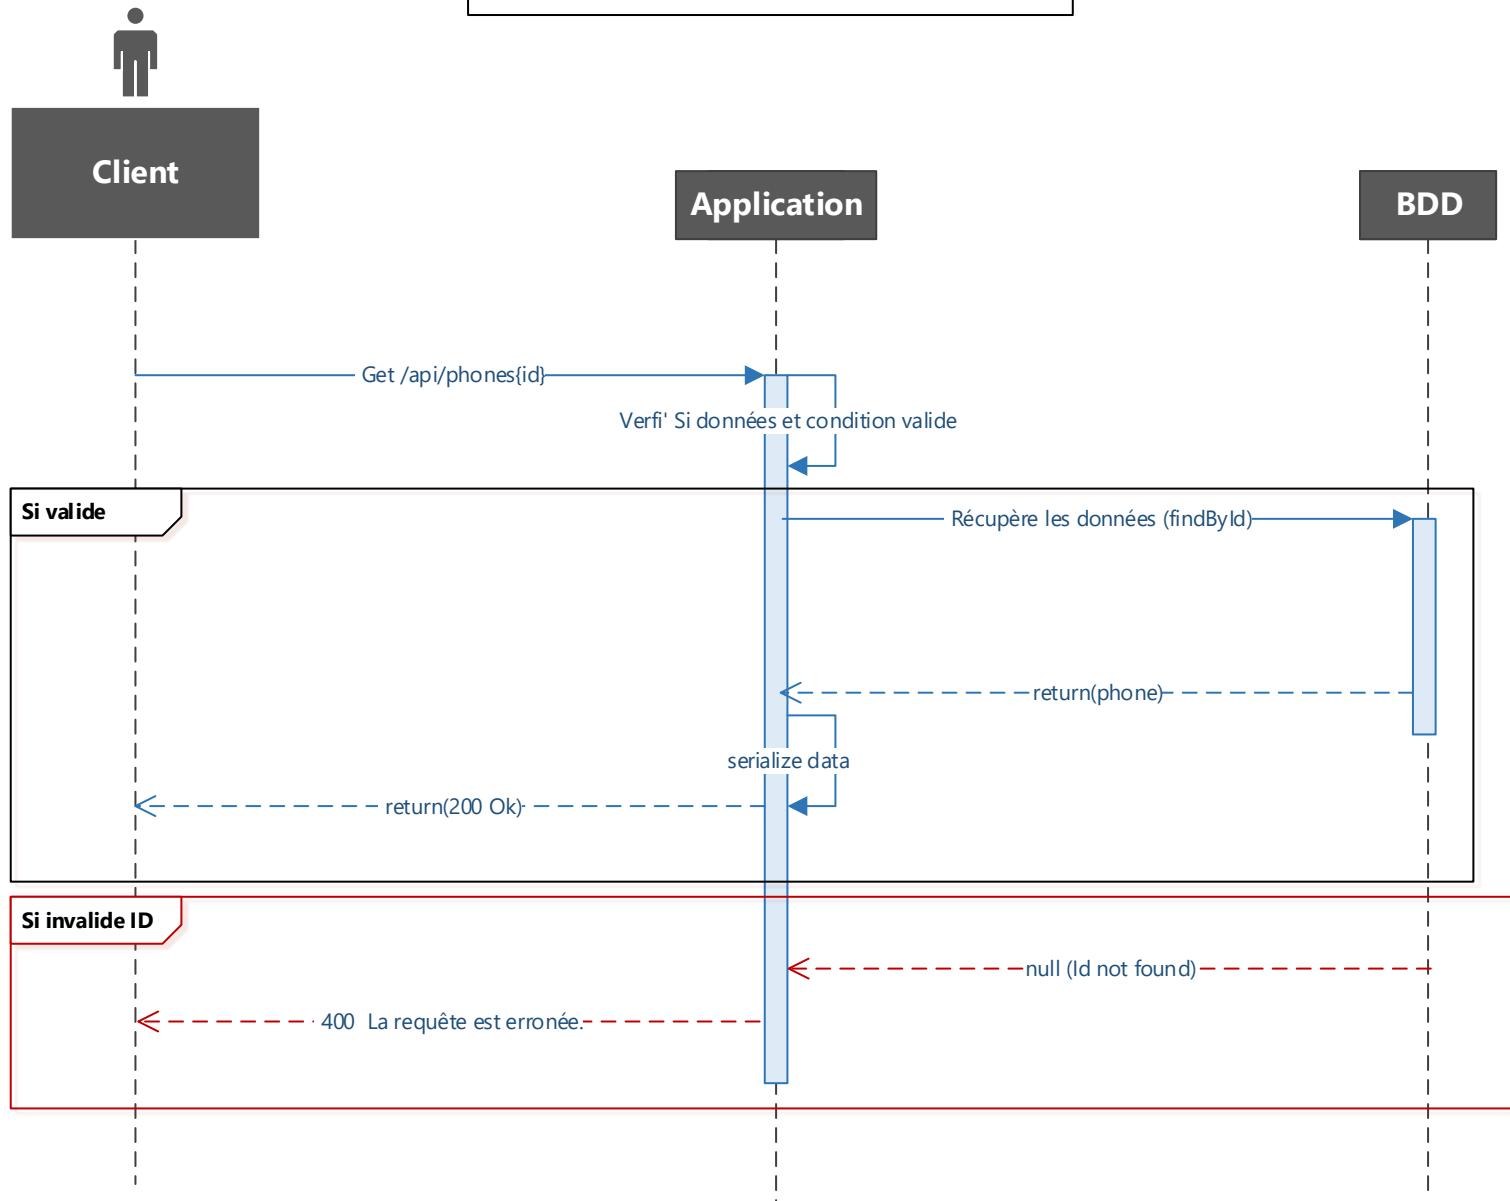 Client
Application
BDD
Get /api/phones{id}
Verfi' Si données et condition valide
Si valide
Récupère les données (findById)
return(phone)
serialize data
return(200 Ok)
Si invalide ID
null (Id not found)
400  La requête est erronée.